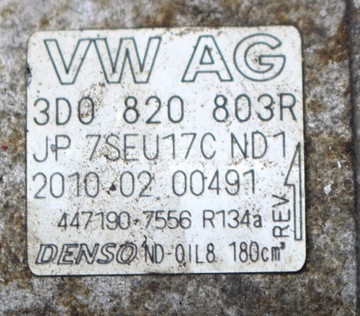 VW AG
3D0 820 803R
JP 7SEU17C ND1
2010.02 00491
447190-7556 R134a
DENSO ND-OIL8 180cm³
REV